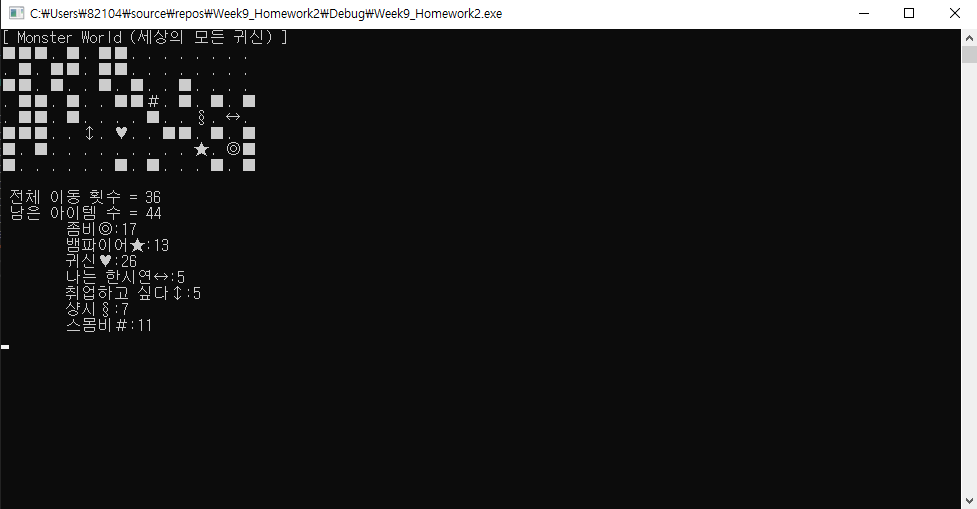 C:₩Users₩82104₩source₩repos₩Week9_Homework2₩Debug₩Week9_Homework2.exe
[ Monster World (세상의 모든 귀신) ]
■■■. ■. ■■. . . . . . . .
. ■. ■■. ■■. . . . . . . .
■■. ■. . ■. ■. . ■. . . .
. ■■. ■. . ■■#. ■. ■. ■
. ■■. ■. . . . ■. . §. ↔.
■■■. . ↕. ♥. . ■■. ■. ■
■. ■. . . . . . . . . ★. ◎■
■. . . . . . ■. ■. . . ■. ■
전체 이동 횟수 = 36
남은 아이템 수 = 44
좀비◎:17
뱀파이어★:13
귀신♥:26
나는 한시연↔:5
취업하고 싶다↕:5
샹시§:7
스몸비#:11